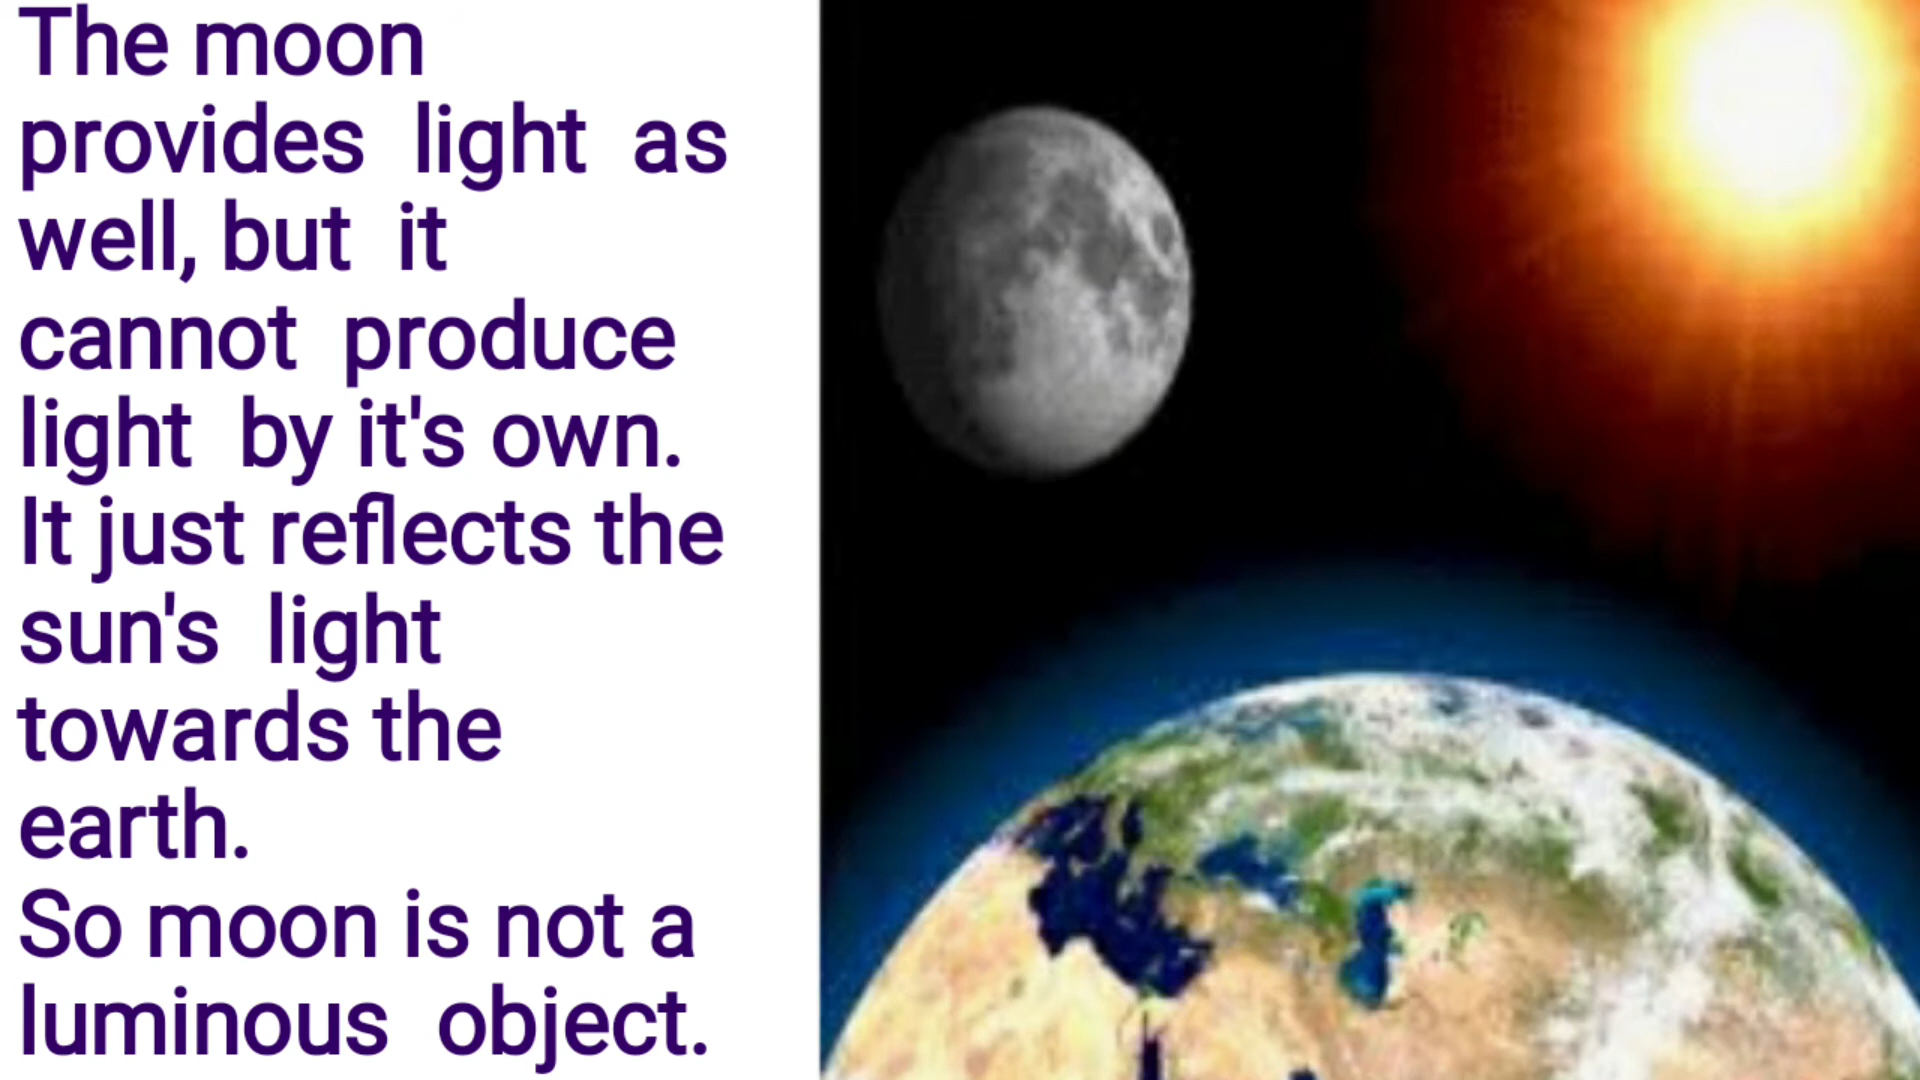 The moon
provides light as
well, but it
cannot produce
light by it's own.
It just reflects the
sun's light
towards the
earth.
So moon is not a
luminous object.